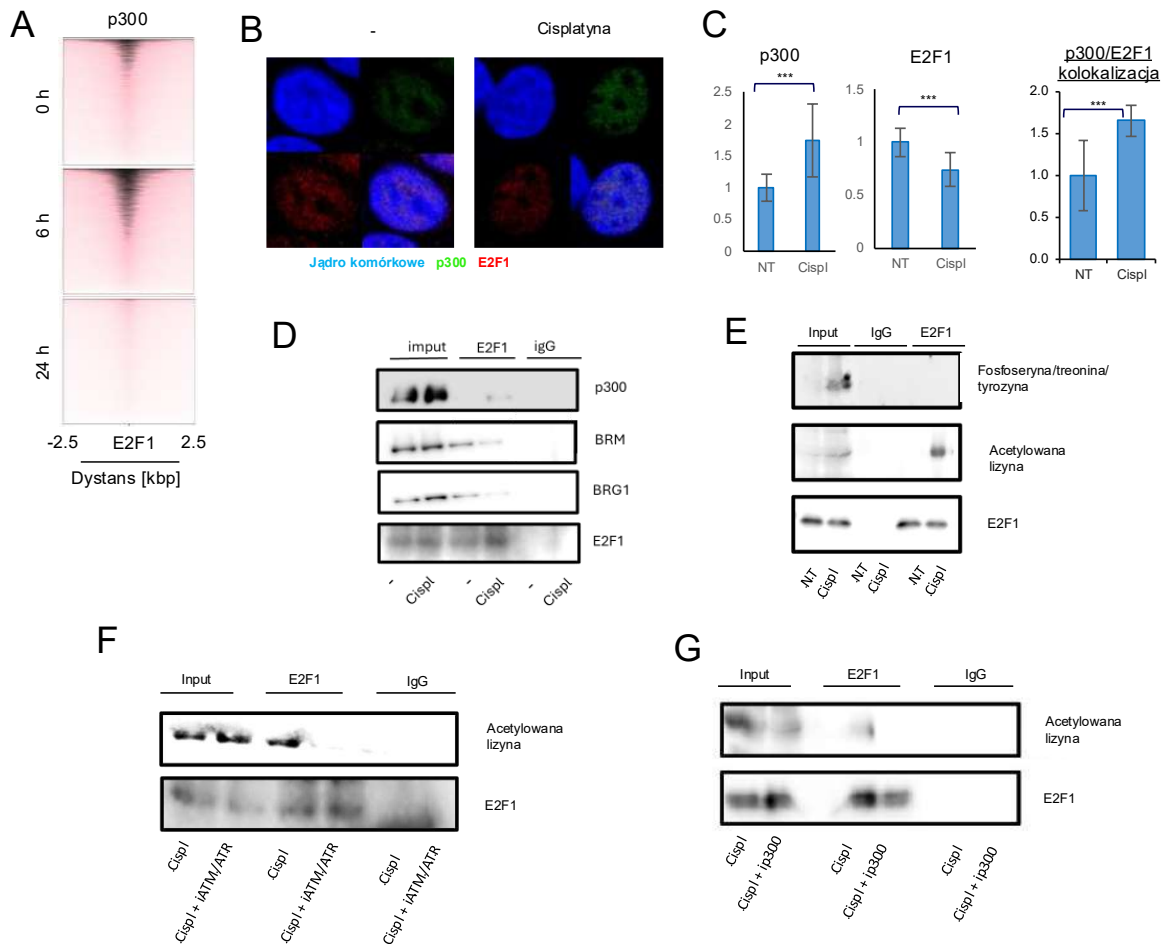 A
p300
0 h
6 h
24 h
-2.5 E2F1 2.5
Dystans [kbp]
B
- Cisplatyna
Jądro komórkowe p300 E2F1
C
p300
***
2.5
2
1.5
1
0.5
0
NT Cispl
E2F1
***
1.5
1
0.5
0
NT Cispl
p300/E2F1
kolokalizacja
***
2.0
1.5
1.0
0.5
0.0
NT Cispl
D
imput E2F1 igG
p300
BRM
BRG1
E2F1
- Cispl - Cispl - Cispl
E
Input IgG E2F1
Fosfoseryna/treonina/
tyrozyna
Acetylowana
lizyna
E2F1
.N.T .Cispl .N.T .Cispl .N.T .Cispl
F
Input E2F1 IgG
Acetylowana
lizyna
E2F1
.Cispl .Cispl + iATM/ATR .Cispl .Cispl + iATM/ATR .Cispl .Cispl + iATM/ATR
G
Input E2F1 IgG
Acetylowana
lizyna
E2F1
.Cispl .Cispl + ip300 .Cispl .Cispl + ip300 .Cispl .Cispl + ip300